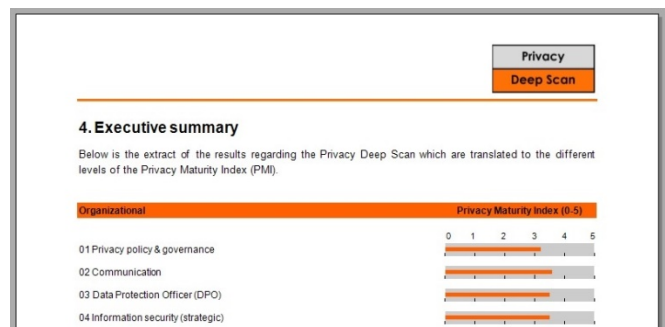 Privacy
Deep Scan
4. Executive summary
Below is the extract of the results regarding the Privacy Deep Scan which are translated to the different
levels of the Privacy Maturity Index (PMI).
Organizational Privacy Maturity Index (0-5)
0 1 2 3 4 5
01 Privacy policy & governance
02 Communication
03 Data Protection Officer (DPO)
04 Information security (strategic)